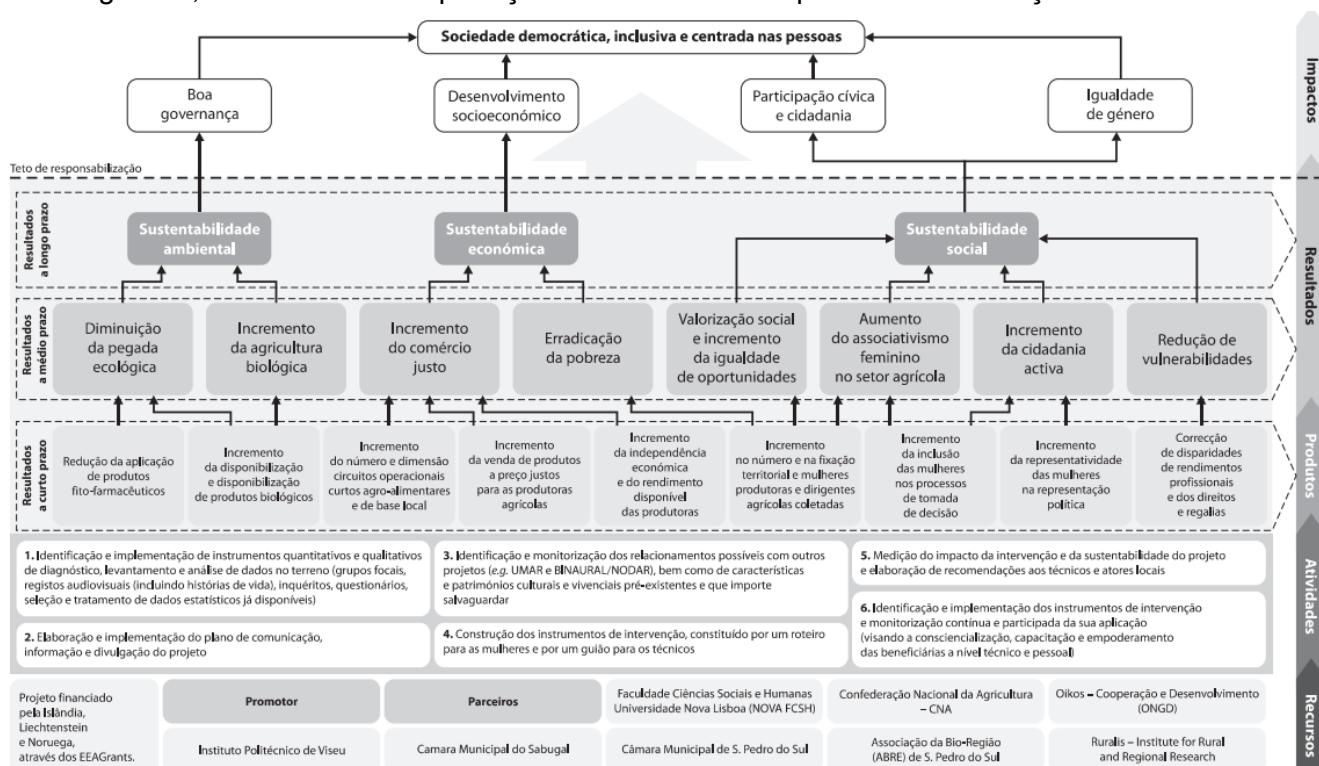 Sociedade democrática, inclusiva e centrada nas pessoas
Boa
governança
Desenvolvimento
socioeconómico
Participação cívica
e cidadania
Igualdade
de género
Impactos
Teto de responsabilização
Resultados
a longo prazo
Sustentabilidade
ambiental
Sustentabilidade
económica
Sustentabilidade
social
Resultados
Resultados
a médio prazo
Diminuição
da pegada
ecológica
Incremento
da agricultura
biológica
Incremento
do comércio
justo
Erradicação
da pobreza
Valorização social
e incremento
da igualdade
de oportunidades
Aumento
do associativismo
feminino
no setor agrícola
Incremento
da cidadania
activa
Redução de
vulnerabilidades
Resultados
a curto prazo
Redução da aplicação
de produtos
fito-farmacêuticos
Incremento
da disponibilização
e disponibilização
de produtos biológicos
Incremento
do número e dimensão
circuitos operacionais
curtos agro-alimentares
e de base local
Incremento
da venda de produtos
a preço justos
para as produtoras
agrícolas
Incremento
da independência
económica
e do rendimento
disponível
das produtoras
Incremento
no número e na fixação
territorial e mulheres
produtoras e dirigentes
agrícolas coletadas
Incremento
da inclusão
das mulheres
nos processos
de tomada
de decisão
Incremento
da representatividade
das mulheres
na representação
política
Correcção
de disparidades
de rendimentos
profissionais
e dos direitos
e regalias
Produtos
1. Identificação e implementação de instrumentos quantitativos e qualitativos
de diagnóstico, levantamento e análise de dados no terreno (grupos focais,
registos audiovisuais (incluindo histórias de vida), inquéritos, questionários,
seleção e tratamento de dados estatísticos já disponíveis)
2. Elaboração e implementação do plano de comunicação,
informação e divulgação do projeto
3. Identificação e monitorização dos relacionamentos possíveis com outros
projetos (e.g. UMAR e BINAURAL/NODAR), bem como de características
e patrimónios culturais e vivenciais pré-existentes e que importe
salvaguardar
4. Construção dos instrumentos de intervenção, constituído por um roteiro
para as mulheres e por um guião para os técnicos
5. Medição do impacto da intervenção e da sustentabilidade do projeto
e elaboração de recomendações aos técnicos e atores locais
6. Identificação e implementação dos instrumentos de intervenção
e monitorização contínua e participada da sua aplicação
(visando a consciencialização, capacitação e empoderamento
das beneficiárias a nível técnico e pessoal)
Atividades
Projeto financiado
pela Islândia,
Liechtenstein
e Noruega,
através dos EEAGrants.
Promotor
Instituto Politécnico de Viseu
Parceiros
Camara Municipal do Sabugal
Faculdade Ciências Sociais e Humanas
Universidade Nova Lisboa (NOVA FCSH)
Câmara Municipal de S. Pedro do Sul
Confederação Nacional da Agricultura
– CNA
Associação da Bio-Região
(ABRE) de S. Pedro do Sul
Oikos – Cooperação e Desenvolvimento
(ONGD)
Ruralis – Institute for Rural
and Regional Research
Recursos